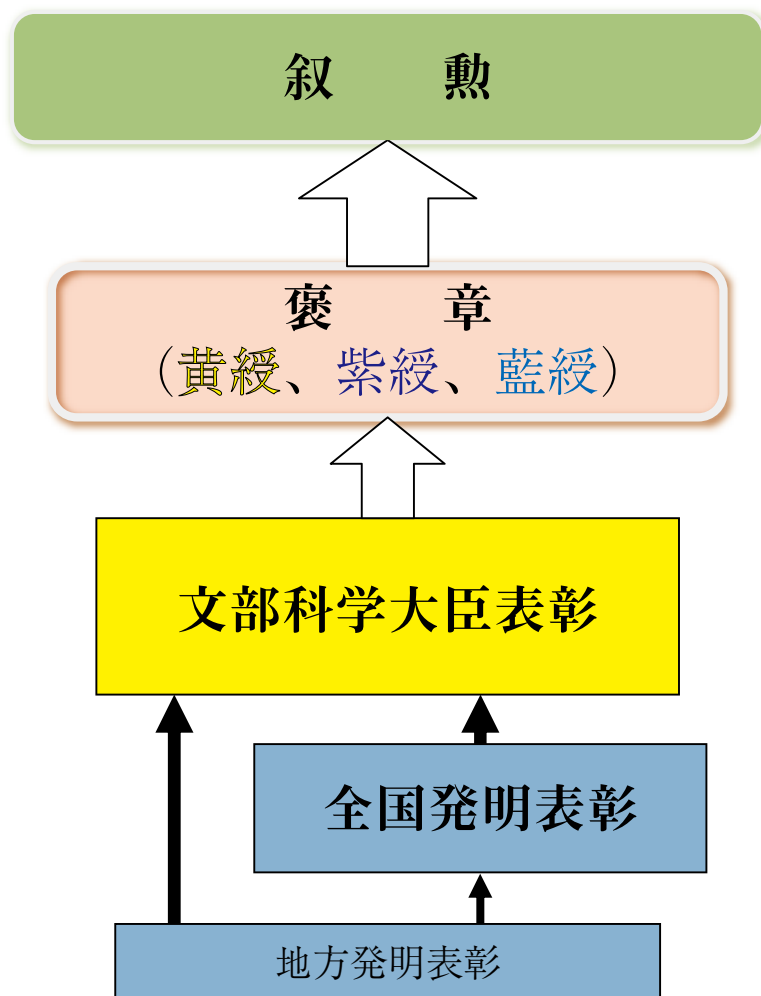 叙　　勲
褒　　章
（黄綬、紫綬、藍綬）
文部科学大臣表彰
全国発明表彰
地方発明表彰